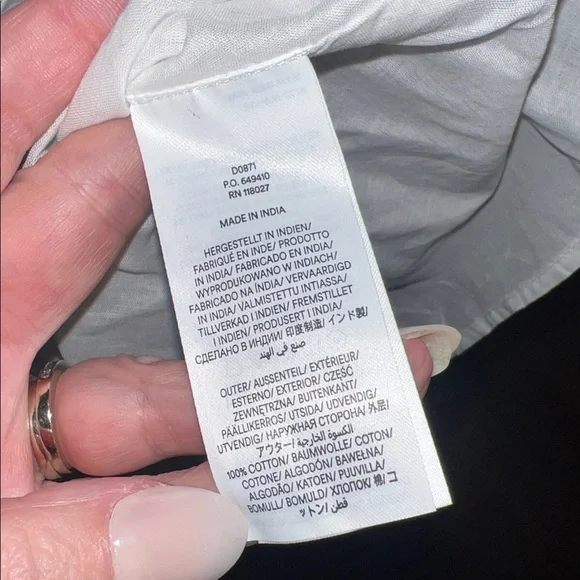 D0871
P.O. 649410
RN 118027
MADE IN INDIA
HERGESTELLT IN INDIEN/
FABRIQUÉ EN INDE/ PRODOTTO
IN INDIA/ FABRICADO EN INDIA/
WYPRODUKOWANO W INDIACH/
FABRICADO NA ÍNDIA/ VERVAARDIGD
IN INDIA/ VALMISTETTU INTIASSA/
TILLVERKAD I INDIEN/ FREMSTILLET
I INDIEN/ PRODUSERT I INDIA/
СДЕЛАНО В ИНДИИ/ 印度制造/ インド製/
صنع في الهند
OUTER/ AUSSENTEIL/ EXTÉRIEUR/
ESTERNO/ EXTERIOR/ CZĘŚĆ
ZEWNĘTRZNA/ BUITENKANT/
PÄÄLLIKERROS/ UTSIDA/ UDVENDIG/
UTVENDIG/ НАРУЖНАЯ СТОРОНА/ 外层/
アウター/ الكسوة الخارجية/
100% COTTON/ BAUMWOLLE/ COTON/
COTONE/ ALGODÓN/ BAWEŁNA/
ALGODÃO/ KATOEN/ PUUVILLA/
BOMULL/ BOMULD/ ХЛОПОК/ 棉/ コ
ットン/ قطن